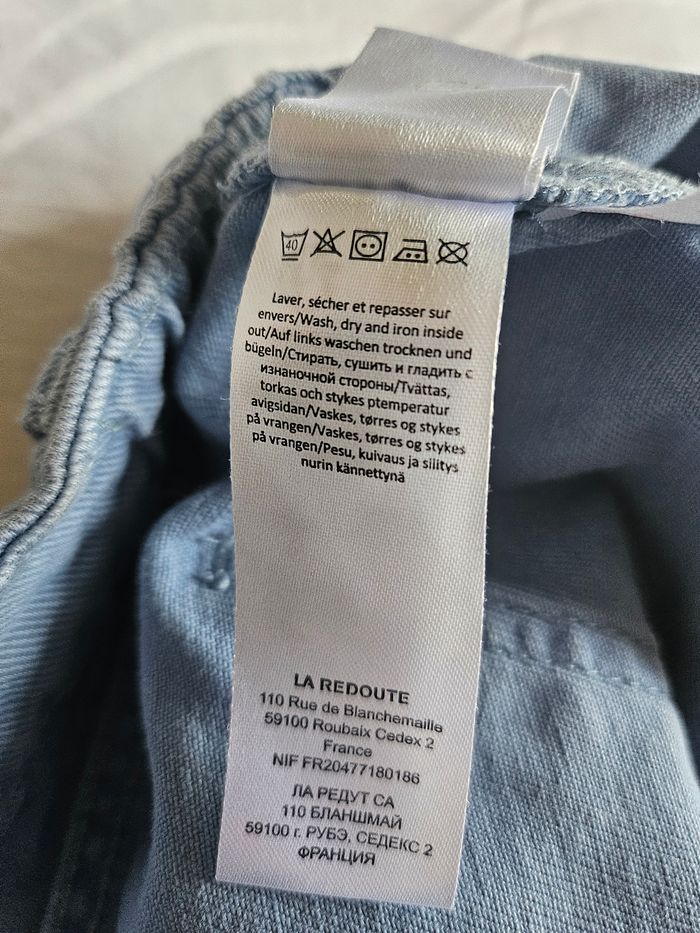 40
Laver, sécher et repasser sur
envers/Wash, dry and iron inside
out/Auf links waschen trocknen und
bügeln/Стирать, сушить и гладить с
изнаночной стороны/Tvättas,
torkas och stykes ptemperatur
avigsidan/Vaskes, tørres og stykes
på vrangen/Vaskes, tørres og stykes
på vrangen/Pesu, kuivaus ja silitys
nurin kännettynä
LA REDOUTE
110 Rue de Blanchemaille
59100 Roubaix Cedex 2
France
NIF FR20477180186
ЛА РЕДУТ СА
110 БЛАНШМАЙ
59100 г. РУБЭ, СЕДЕКС 2
ФРАНЦИЯ